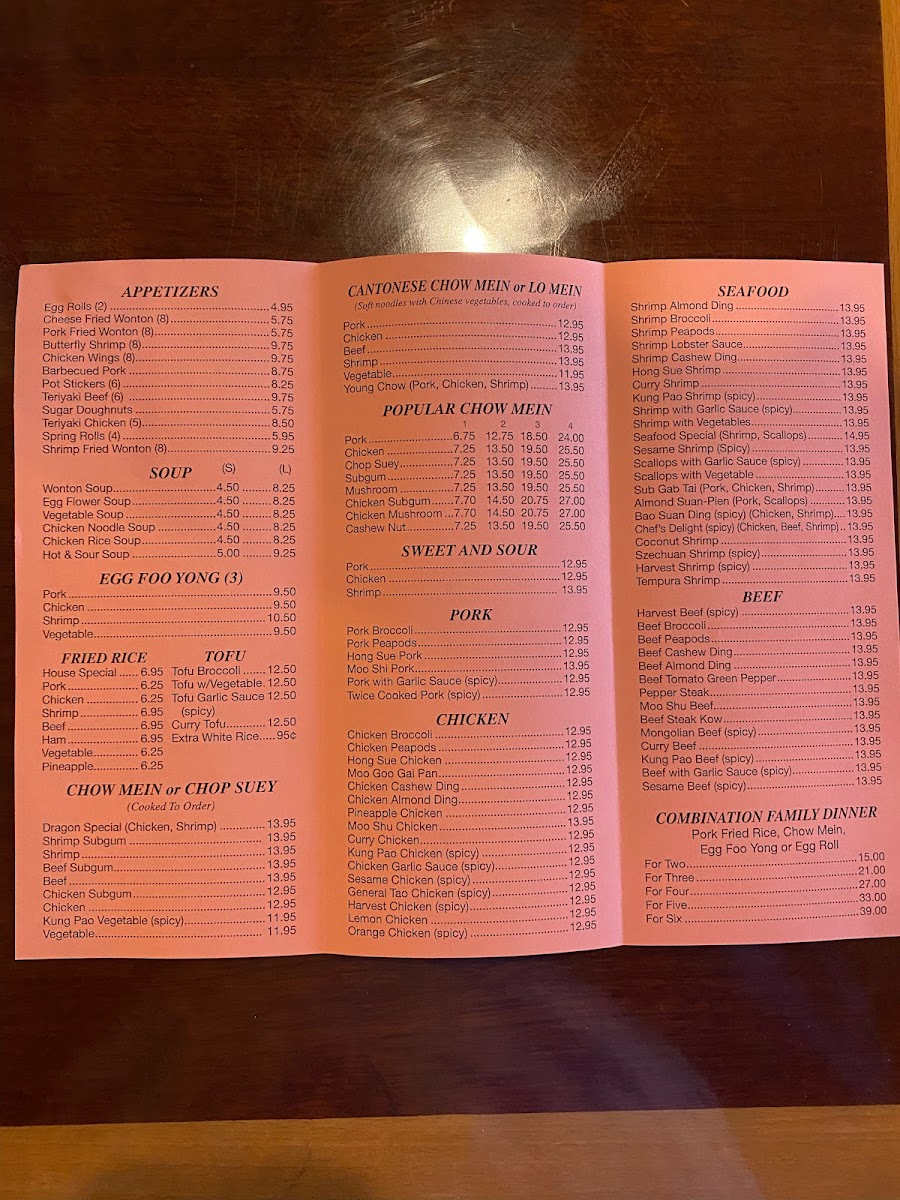 APPETIZERS
Egg Rolls (2) 4.95
Cheese Fried Wonton (8) 5.75
Pork Fried Wonton (8) 5.75
Butterfly Shrimp (8) 9.75
Chicken Wings (8) 9.75
Barbecued Pork 8.75
Pot Stickers (6) 8.25
Teriyaki Beef (6) 9.75
Sugar Doughnuts 5.75
Teriyaki Chicken (5) 8.50
Spring Rolls (4) 5.95
Shrimp Fried Wonton (8) 9.25
SOUP (S) (L)
Wonton Soup 4.50 8.25
Egg Flower Soup 4.50 8.25
Vegetable Soup 4.50 8.25
Chicken Noodle Soup 4.50 8.25
Chicken Rice Soup 4.50 8.25
Hot & Sour Soup 5.00 9.25
EGG FOO YONG (3)
Pork 9.50
Chicken 9.50
Shrimp 10.50
Vegetable 9.50
FRIED RICE
House Special 6.95
Pork 6.25
Chicken 6.25
Shrimp 6.95
Beef 6.95
Ham 6.95
Vegetable 6.25
Pineapple 6.25
TOFU
Tofu Broccoli 12.50
Tofu w/Vegetable 12.50
Tofu Garlic Sauce 12.50
(spicy)
Curry Tofu 12.50
Extra White Rice 95¢
CHOW MEIN or CHOP SUEY
(Cooked To Order)
Dragon Special (Chicken, Shrimp) 13.95
Shrimp Subgum 13.95
Shrimp 13.95
Beef Subgum 13.95
Beef 13.95
Chicken Subgum 12.95
Chicken 12.95
Kung Pao Vegetable (spicy) 11.95
Vegetable 11.95
CANTONESE CHOW MEIN or LO MEIN
(Soft noodles with Chinese vegetables, cooked to order)
Pork 12.95
Chicken 12.95
Beef 13.95
Shrimp 13.95
Vegetable 11.95
Young Chow (Pork, Chicken, Shrimp) 13.95
POPULAR CHOW MEIN
1 2 3 4
Pork 6.75 12.75 18.50 24.00
Chicken 7.25 13.50 19.50 25.50
Chop Suey 7.25 13.50 19.50 25.50
Subgum 7.25 13.50 19.50 25.50
Mushroom 7.25 13.50 19.50 25.50
Chicken Subgum 7.70 14.50 20.75 27.00
Chicken Mushroom 7.70 14.50 20.75 27.00
Cashew Nut 7.25 13.50 19.50 25.50
SWEET AND SOUR
Pork 12.95
Chicken 12.95
Shrimp 13.95
PORK
Pork Broccoli 12.95
Pork Peapods 12.95
Hong Sue Pork 12.95
Moo Shi Pork 13.95
Pork with Garlic Sauce (spicy) 12.95
Twice Cooked Pork (spicy) 12.95
CHICKEN
Chicken Broccoli 12.95
Chicken Peapods 12.95
Hong Sue Chicken 12.95
Moo Goo Gai Pan 12.95
Chicken Cashew Ding 12.95
Chicken Almond Ding 12.95
Pineapple Chicken 12.95
Moo Shu Chicken 13.95
Curry Chicken 12.95
Kung Pao Chicken (spicy) 12.95
Chicken Garlic Sauce (spicy) 12.95
Sesame Chicken (spicy) 12.95
General Tao Chicken (spicy) 12.95
Harvest Chicken (spicy) 12.95
Lemon Chicken 12.95
Orange Chicken (spicy) 12.95
SEAFOOD
Shrimp Almond Ding 13.95
Shrimp Broccoli 13.95
Shrimp Peapods 13.95
Shrimp Lobster Sauce 13.95
Shrimp Cashew Ding 13.95
Hong Sue Shrimp 13.95
Curry Shrimp 13.95
Kung Pao Shrimp (spicy) 13.95
Shrimp with Garlic Sauce (spicy) 13.95
Shrimp with Vegetables 13.95
Seafood Special (Shrimp, Scallops) 14.95
Sesame Shrimp (Spicy) 13.95
Scallops with Garlic Sauce (spicy) 13.95
Scallops with Vegetable 13.95
Sub Gab Tai (Pork, Chicken, Shrimp) 13.95
Almond Suan-Pien (Pork, Scallops) 13.95
Bao Suan Ding (spicy) (Chicken, Shrimp) 13.95
Chef's Delight (spicy) (Chicken, Beef, Shrimp) 13.95
Coconut Shrimp 13.95
Szechuan Shrimp (spicy) 13.95
Harvest Shrimp (spicy) 13.95
Tempura Shrimp 13.95
BEEF
Harvest Beef (spicy) 13.95
Beef Broccoli 13.95
Beef Peapods 13.95
Beef Cashew Ding 13.95
Beef Almond Ding 13.95
Beef Tomato Green Pepper 13.95
Pepper Steak 13.95
Moo Shu Beef 13.95
Beef Steak Kow 13.95
Mongolian Beef (spicy) 13.95
Curry Beef 13.95
Kung Pao Beef (spicy) 13.95
Beef with Garlic Sauce (spicy) 13.95
Sesame Beef (spicy) 13.95
COMBINATION FAMILY DINNER
Pork Fried Rice, Chow Mein,
Egg Foo Yong or Egg Roll
For Two 15.00
For Three 21.00
For Four 27.00
For Five 33.00
For Six 39.00